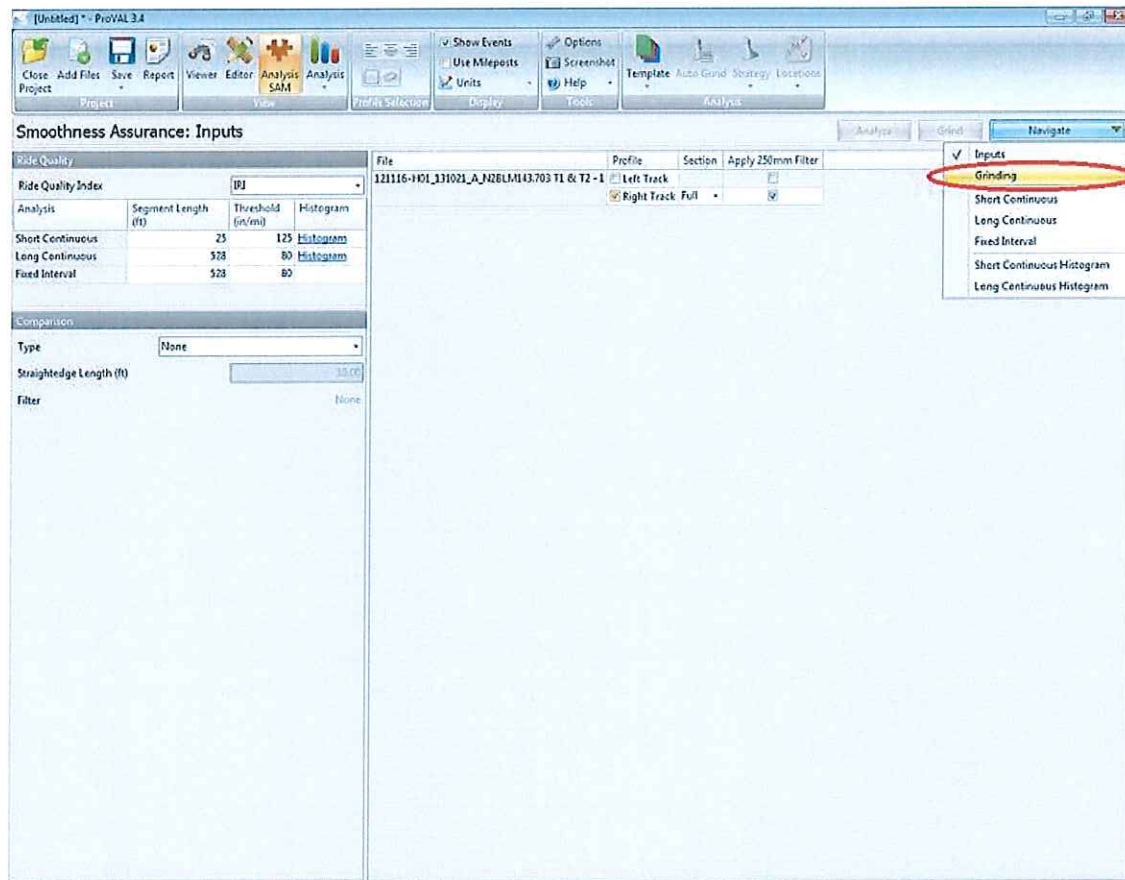 [Untitled] * - ProVAL 3.4
Close Project
Add Files
Save
Report
Viewer
Editor
Analysis SAM
Analysis
Show Events
Use Mileposts
Units
Options
Screenshot
Help
Template
Auto Grind
Strategy
Locations
Project
View
Profile Selection
Display
Tools
Analysis
Smoothness Assurance: Inputs
Analyze
Grind
Navigate
Inputs
Grinding
Short Continuous
Long Continuous
Fixed Interval
Short Continuous Histogram
Long Continuous Histogram
Ride Quality
Ride Quality Index IRI
Analysis Segment Length (ft) Threshold (in/mi) Histogram
Short Continuous 25 125 Histogram
Long Continuous 528 80 Histogram
Fixed Interval 528 80
Comparison
Type None
Straightedge Length (ft) 10.00
Filter None
File Profile Section Apply 250mm Filter
121116-H01_131021_A_N2BLM143.703 T1 & T2 - 1 Left Track
Right Track Full